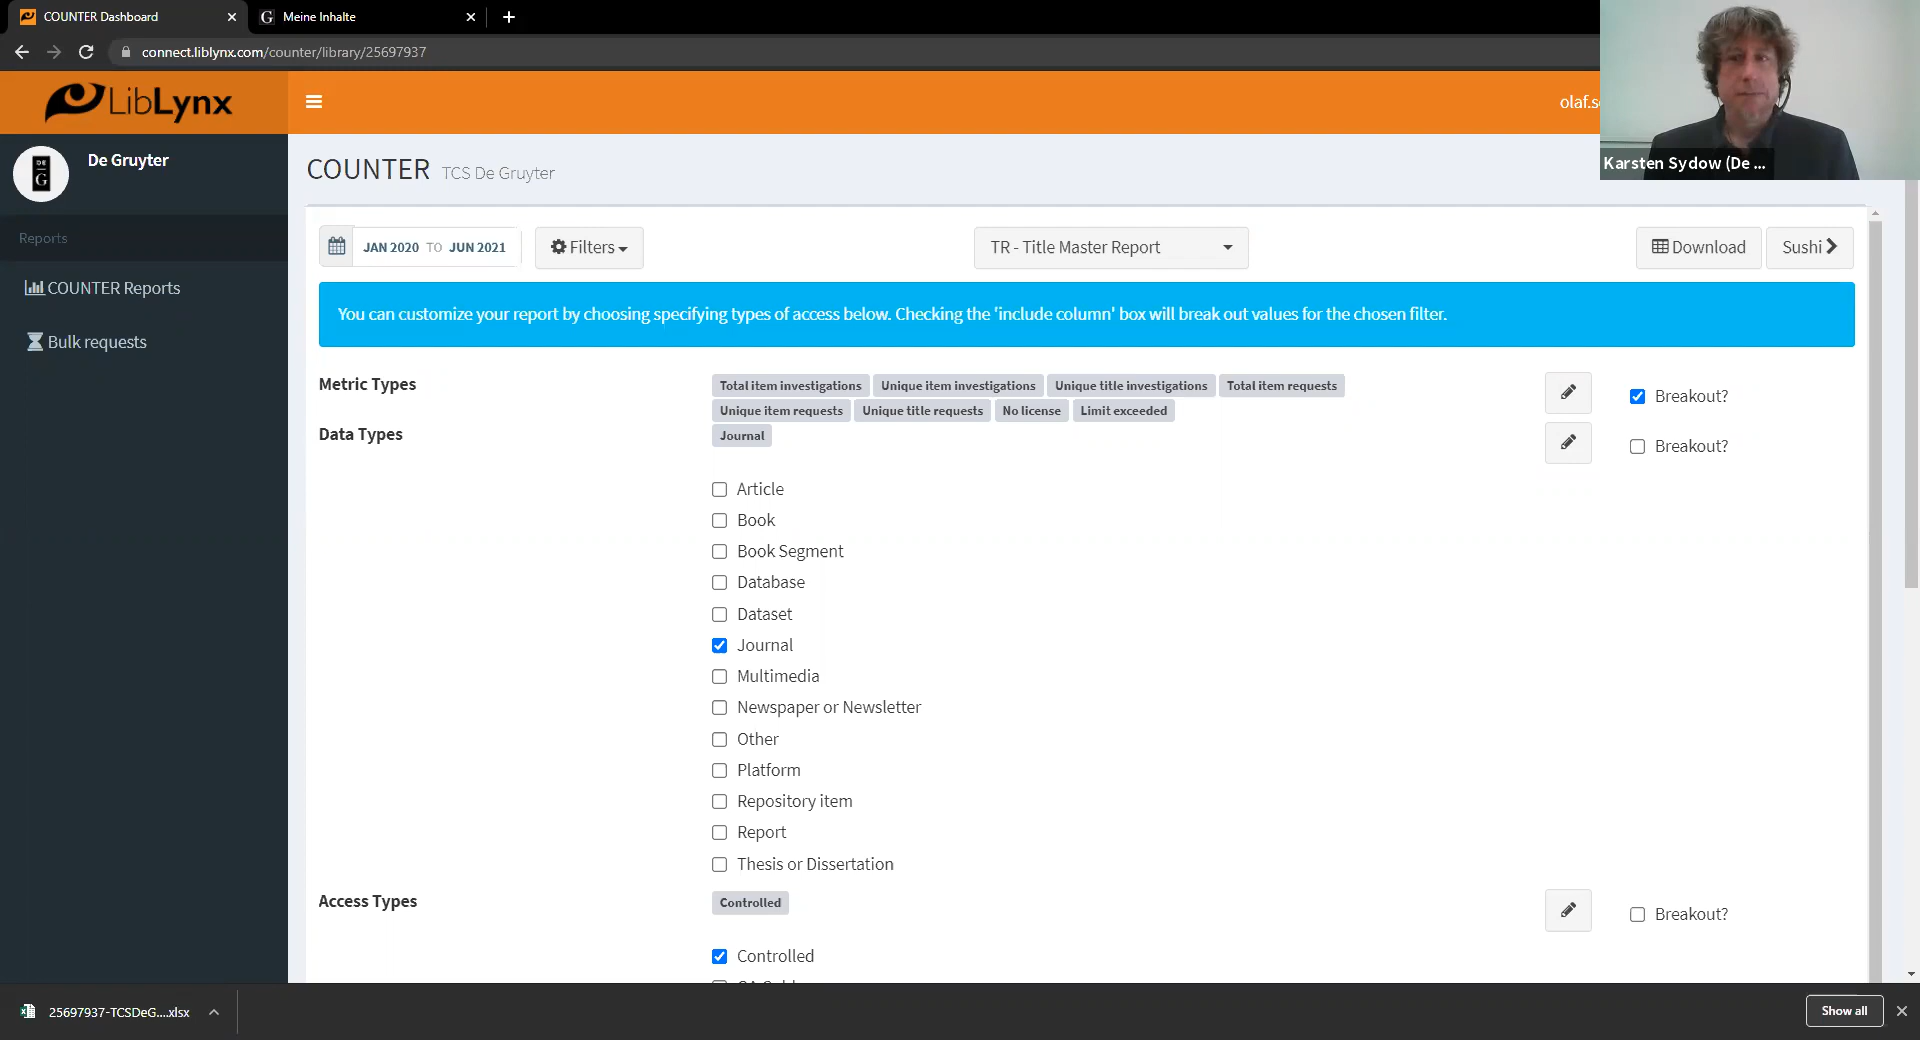 COUNTER Dashboard
G Meine Inhalte
connect.liblynx.com/counter/library/25697937
LibLynx
olaf.s
Karsten Sydow (De ...
DE
G
De Gruyter
COUNTER TCS De Gruyter
Reports
JAN 2020 TO JUN 2021
Filters
TR - Title Master Report
Download
Sushi
COUNTER Reports
Bulk requests
You can customize your report by choosing specifying types of access below. Checking the 'include column' box will break out values for the chosen filter.
Metric Types
Total item investigations Unique item investigations Unique title investigations Total item requests
Unique item requests Unique title requests No license Limit exceeded
Breakout?
Data Types
Journal
Breakout?
Article
Book
Book Segment
Database
Dataset
Journal
Multimedia
Newspaper or Newsletter
Other
Platform
Repository item
Report
Thesis or Dissertation
Access Types
Controlled
Breakout?
Controlled
25697937-TCSDeG....xlsx
Show all